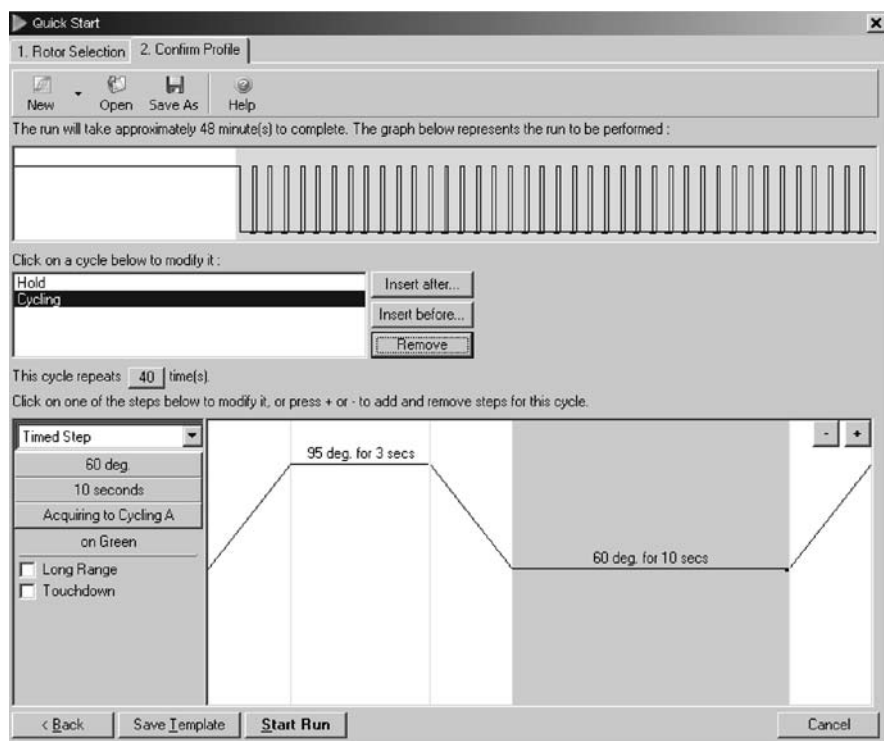 Quick Start
1. Rotor Selection 2. Confirm Profile
New Open Save As Help
The run will take approximately 48 minute(s) to complete. The graph below represents the run to be performed :
Click on a cycle below to modify it :
Hold
Cycling
Insert after...
Insert before...
Remove
This cycle repeats 40 time(s).
Click on one of the steps below to modify it, or press + or - to add and remove steps for this cycle.
Timed Step
- +
95 deg. for 3 secs
60 deg.
10 seconds
Acquiring to Cycling A
on Green
60 deg. for 10 secs
Long Range
Touchdown
< Back Save Template Start Run Cancel